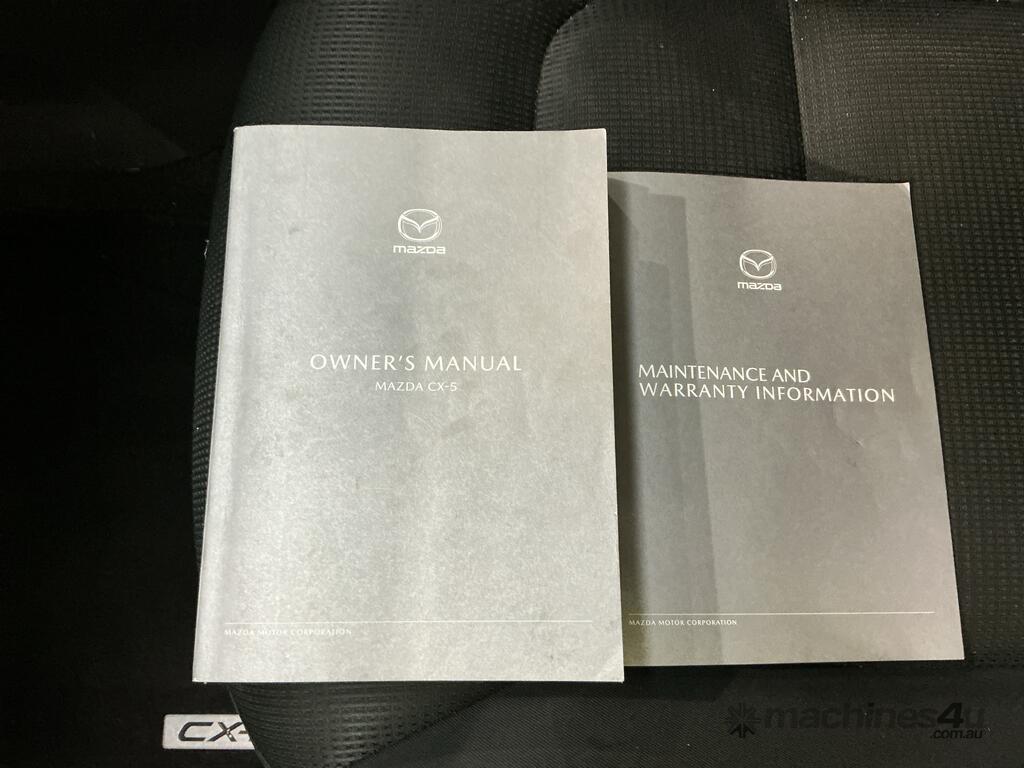 mazda
OWNER'S MANUAL
MAZDA CX-5
MAZDA MOTOR CORPORATION
mazda
MAINTENANCE AND
WARRANTY INFORMATION
MAZDA MOTOR CORPORATION
CX-
machines4u
.com.au